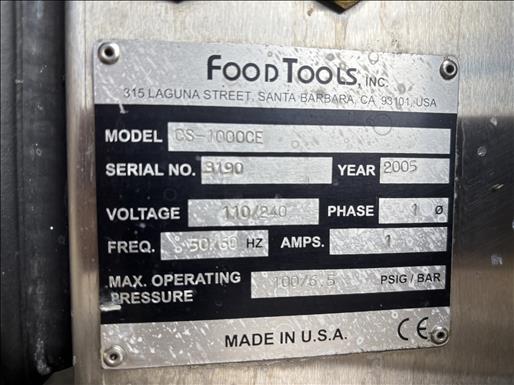 FOODTOOLS, INC.
315 LAGUNA STREET, SANTA BARBARA, CA 93101, USA
MODEL CS-1000CE
SERIAL NO. 3190 YEAR 2005
VOLTAGE 110/240 PHASE 1 Ø
FREQ. 50/60 HZ AMPS. 1
MAX. OPERATING PRESSURE 100/6.5 PSIG / BAR
MADE IN U.S.A. CE